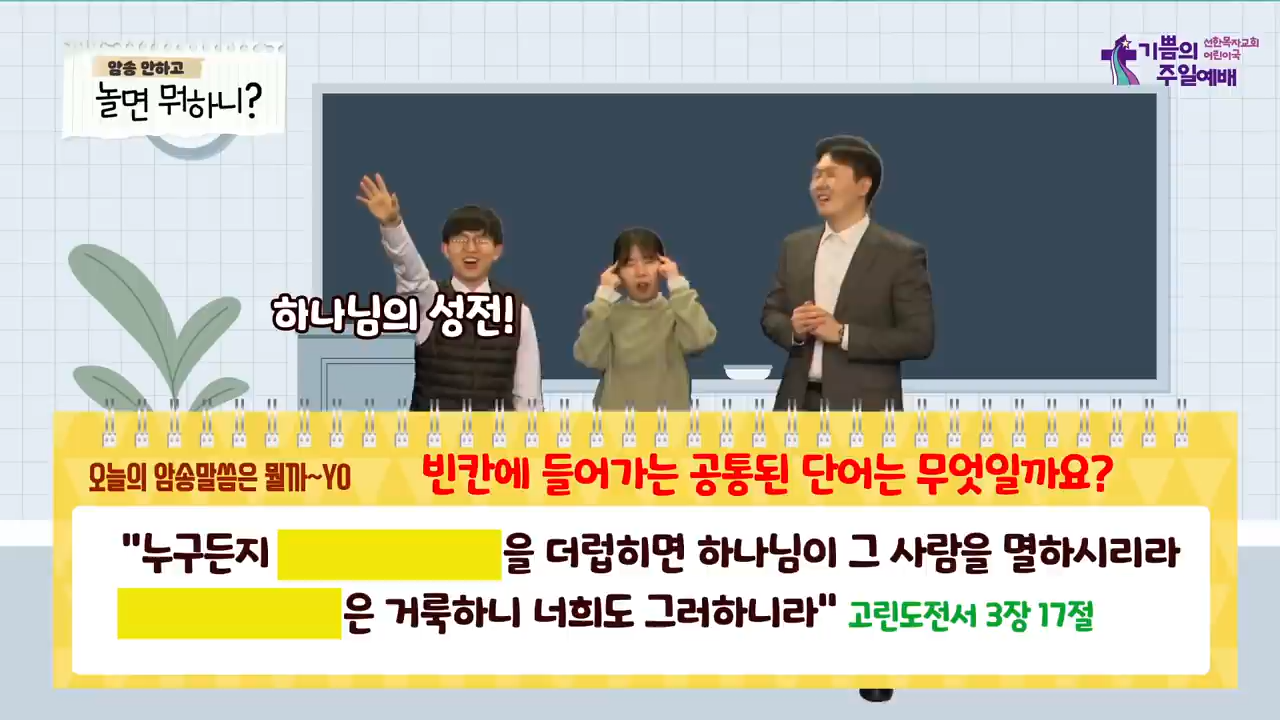 암송 안하고
놀면 뭐하니?
기쁨의
주일예배
선한목자교회
어린이국
하나님의 성전!
오늘의 암송말씀은 뭘까~YO
빈칸에 들어가는 공통된 단어는 무엇일까요?
"누구든지 을 더럽히면 하나님이 그 사람을 멸하시리라
은 거룩하니 너희도 그러하니라" 고린도전서 3장 17절